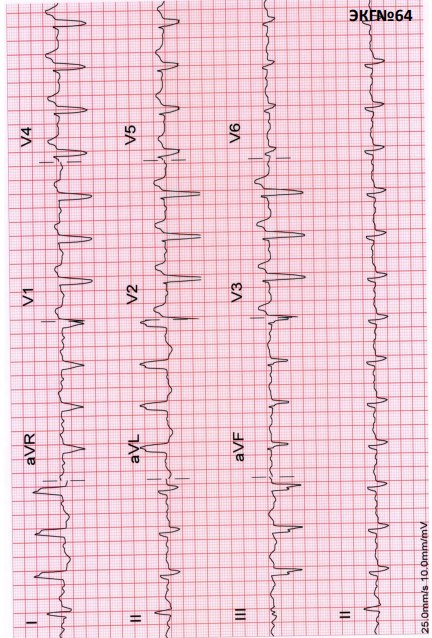 ЭКГ№64
I
aVR
V1
V4
II
aVL
V2
V5
III
aVF
V3
V6
II
25.0mm/s 10.0mm/mV